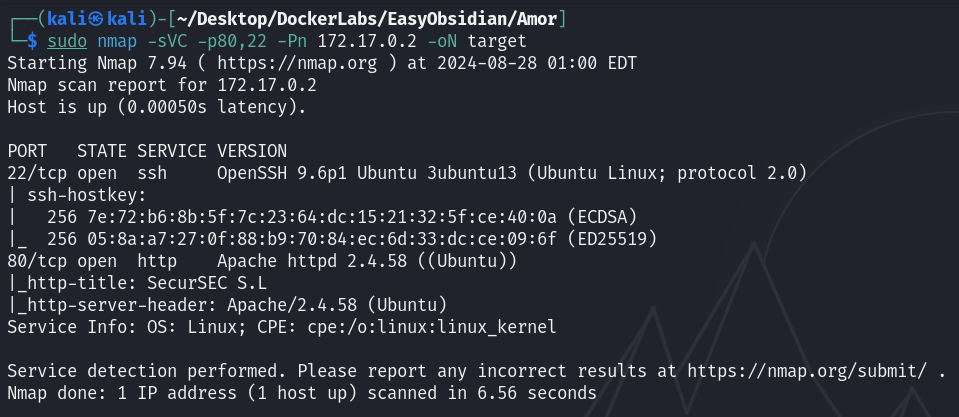 ┌──(kali㉿kali)-[~/Desktop/DockerLabs/EasyObsidian/Amor]
└─$ sudo nmap -sVC -p80,22 -Pn 172.17.0.2 -oN target
Starting Nmap 7.94 ( https://nmap.org ) at 2024-08-28 01:00 EDT
Nmap scan report for 172.17.0.2
Host is up (0.00050s latency).

PORT   STATE SERVICE VERSION
22/tcp open  ssh     OpenSSH 9.6p1 Ubuntu 3ubuntu13 (Ubuntu Linux; protocol 2.0)
| ssh-hostkey:
|   256 7e:72:b6:8b:5f:7c:23:64:dc:15:21:32:5f:ce:40:0a (ECDSA)
|_  256 05:8a:a7:27:0f:88:b9:70:84:ec:6d:33:dc:ce:09:6f (ED25519)
80/tcp open  http    Apache httpd 2.4.58 ((Ubuntu))
|_http-title: SecurSEC S.L
|_http-server-header: Apache/2.4.58 (Ubuntu)
Service Info: OS: Linux; CPE: cpe:/o:linux:linux_kernel

Service detection performed. Please report any incorrect results at https://nmap.org/submit/ .
Nmap done: 1 IP address (1 host up) scanned in 6.56 seconds